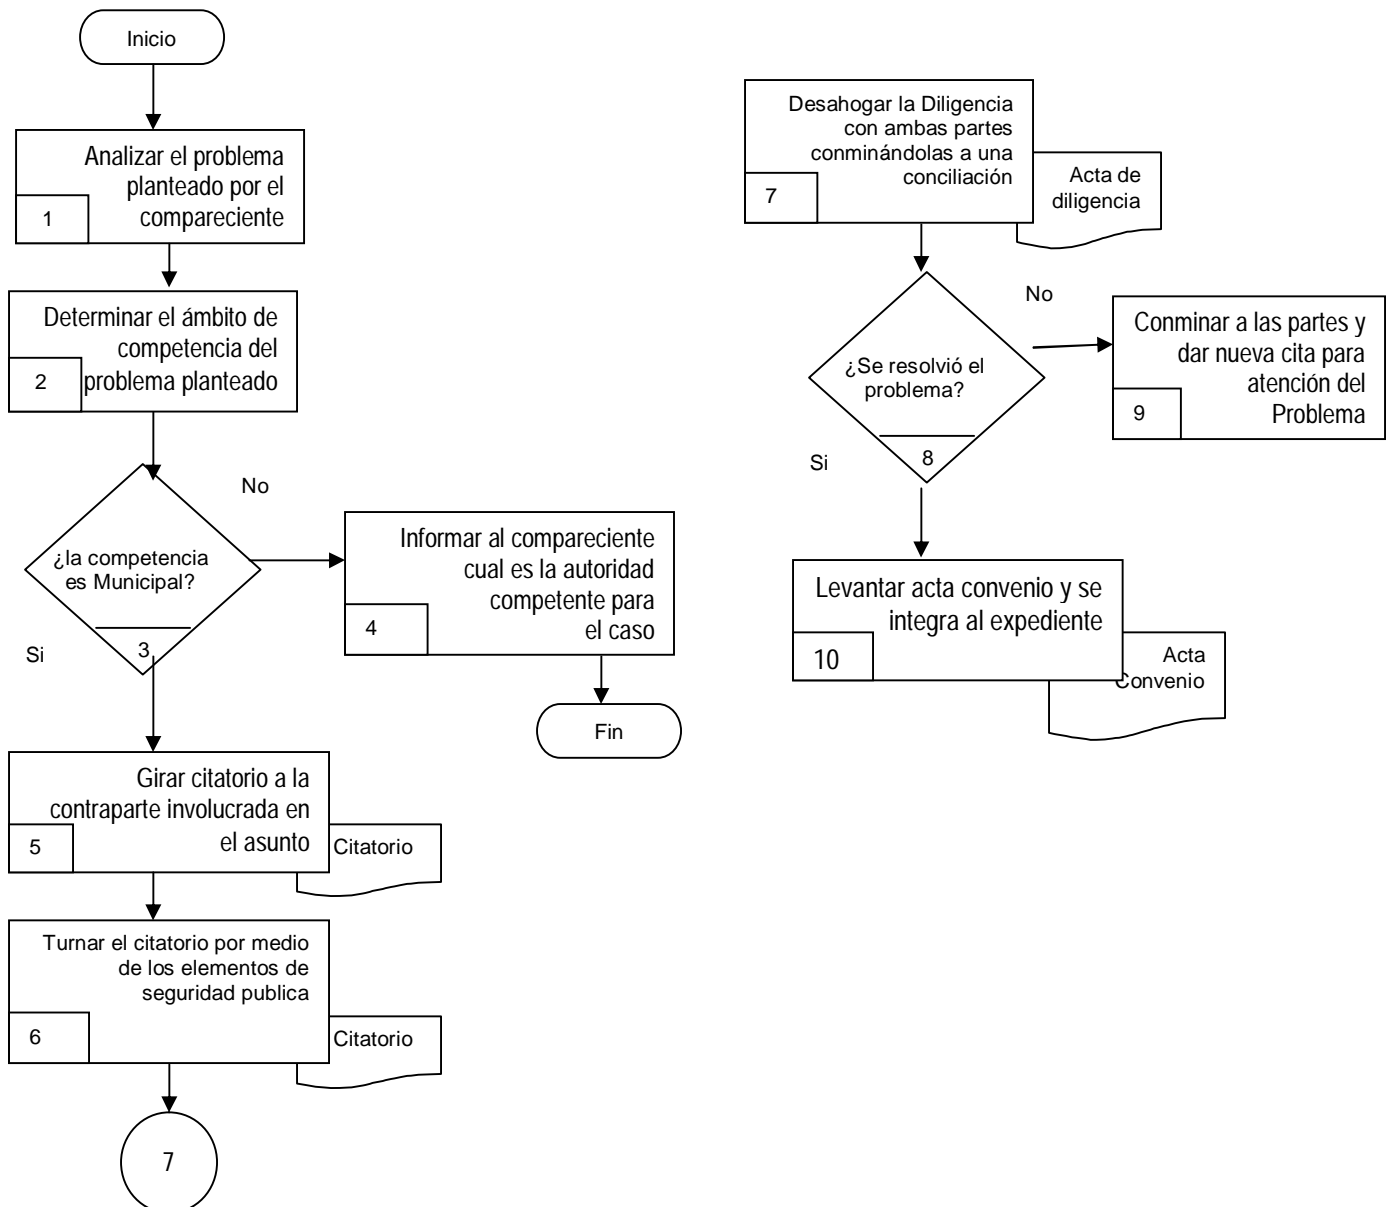 Inicio
Analizar el problema
planteado por el
compareciente
1
Determinar el ámbito de
competencia del
problema planteado
2
No
¿la competencia
es Municipal?
3
Si
Informar al compareciente
cual es la autoridad
competente para
el caso
4
Fin
Girar citatorio a la
contraparte involucrada en
el asunto
5
Citatorio
Turnar el citatorio por medio
de los elementos de
seguridad publica
6
Citatorio
7
Desahogar la Diligencia
con ambas partes
conminándolas a una
conciliación
7
Acta de
diligencia
No
¿Se resolvió el
problema?
8
Si
Conminar a las partes y
dar nueva cita para
atención del
Problema
9
Levantar acta convenio y se
integra al expediente
10
Acta
Convenio